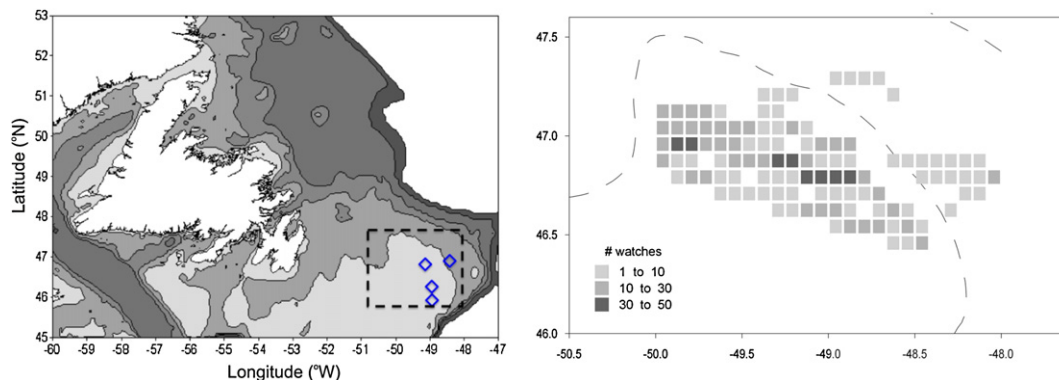 53
52
51
50
49
48
47
46
45
Latitude (°N)
-60 -59 -58 -57 -56 -55 -54 -53 -52 -51 -50 -49 -48 -47
Longitude (°W)
47.5
47.0
46.5
46.0
# watches
1 to 10
10 to 30
30 to 50
-50.5 -50.0 -49.5 -49.0 -48.5 -48.0